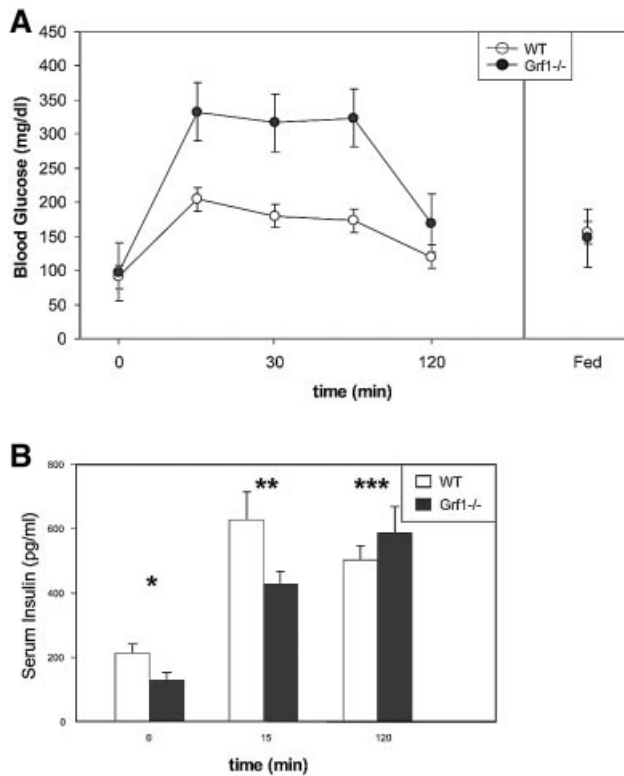 A
450
400
350
300
250
200
150
100
50
0
Blood Glucose (mg/dl)
WT
Grf1-/-
0 30 120 Fed
time (min)
B
800
600
400
200
0
Serum Insulin (pg/ml)
WT
Grf1-/-
*
**
***
0 15 120
time (min)